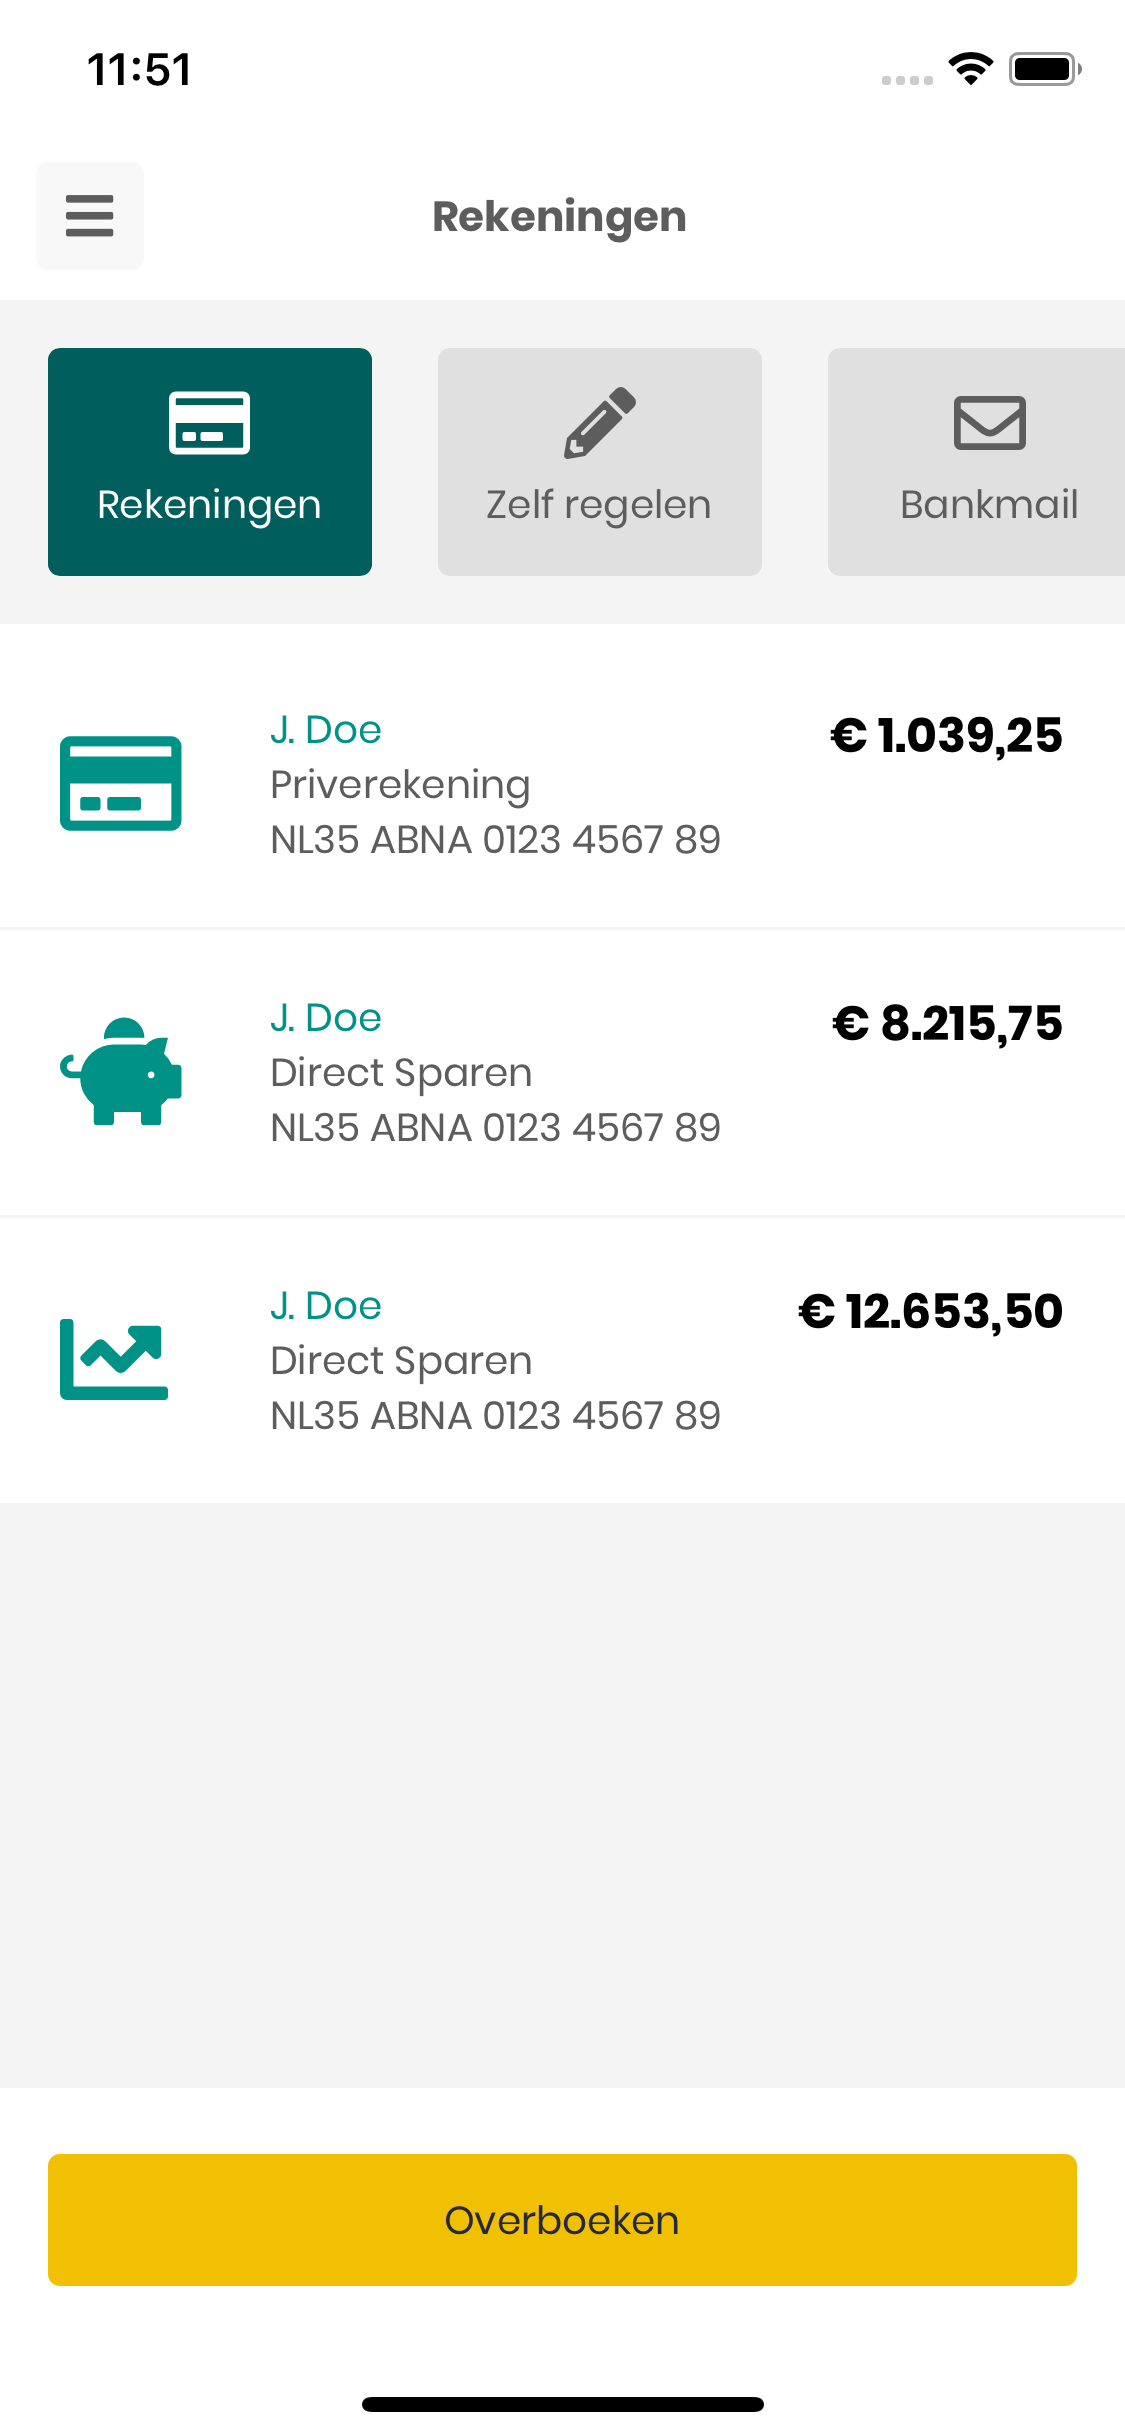 11:51
Rekeningen
Rekeningen
Zelf regelen
Bankmail
J. Doe
€ 1.039,25
Priverekening
NL35 ABNA 0123 4567 89
J. Doe
€ 8.215,75
Direct Sparen
NL35 ABNA 0123 4567 89
J. Doe
€ 12.653,50
Direct Sparen
NL35 ABNA 0123 4567 89
Overboeken